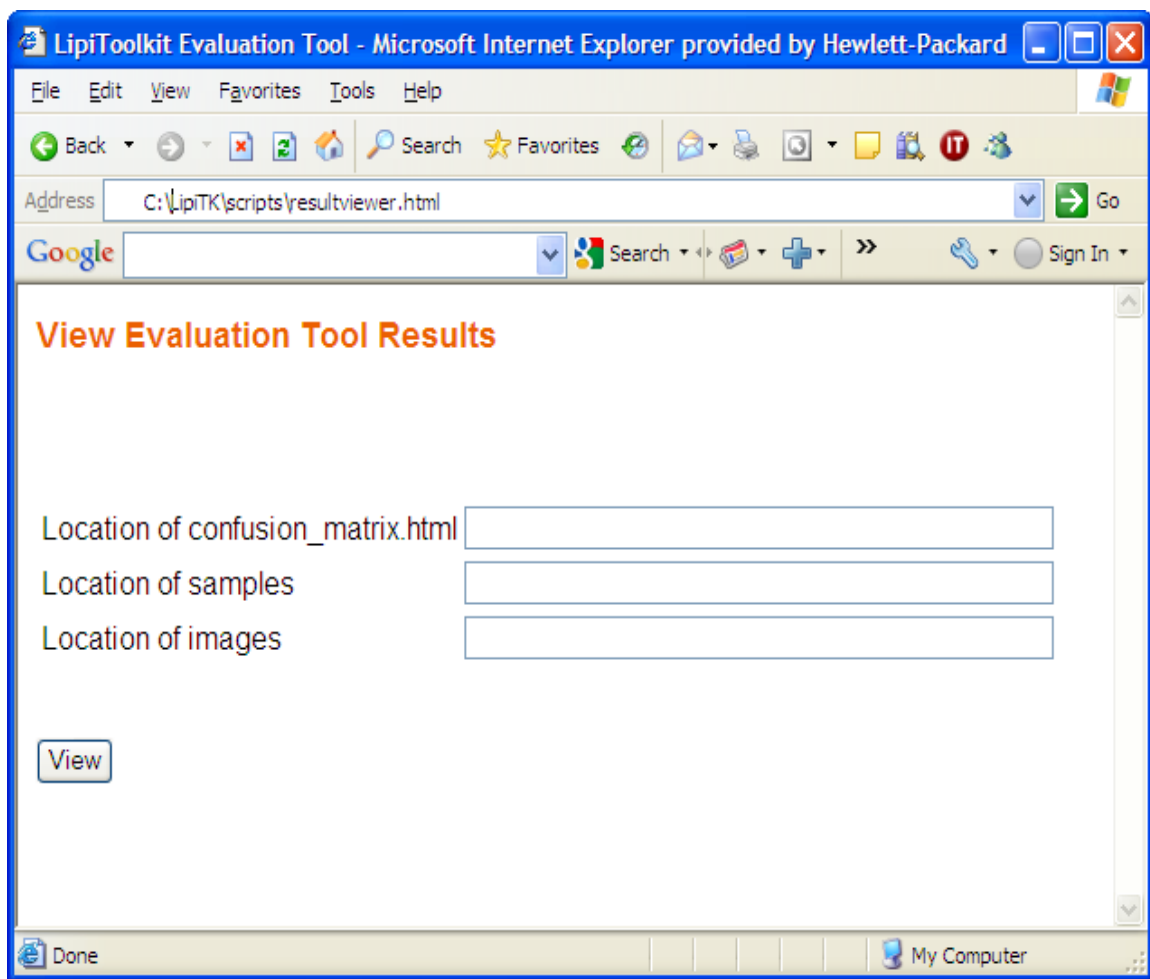 LipiToolkit Evaluation Tool - Microsoft Internet Explorer provided by Hewlett-Packard
File Edit View Favorites Tools Help
Back Search Favorites IT
Address C:\LipiTK\scripts\resultviewer.html Go
Google Search » Sign In
View Evaluation Tool Results
Location of confusion_matrix.html
Location of samples
Location of images
View
Done My Computer